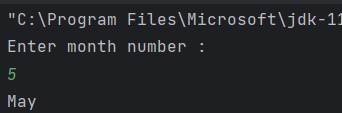 "C:\Program Files\Microsoft\jdk-11
Enter month number :
5
May